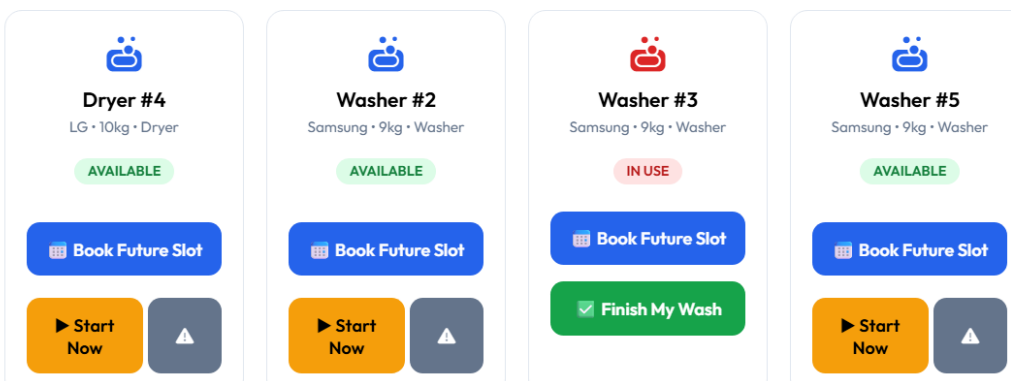 Dryer #4
LG • 10kg • Dryer
AVAILABLE
Book Future Slot
▶ Start
Now
Washer #2
Samsung • 9kg • Washer
AVAILABLE
Book Future Slot
▶ Start
Now
Washer #3
Samsung • 9kg • Washer
IN USE
Book Future Slot
Finish My Wash
Washer #5
Samsung • 9kg • Washer
AVAILABLE
Book Future Slot
▶ Start
Now